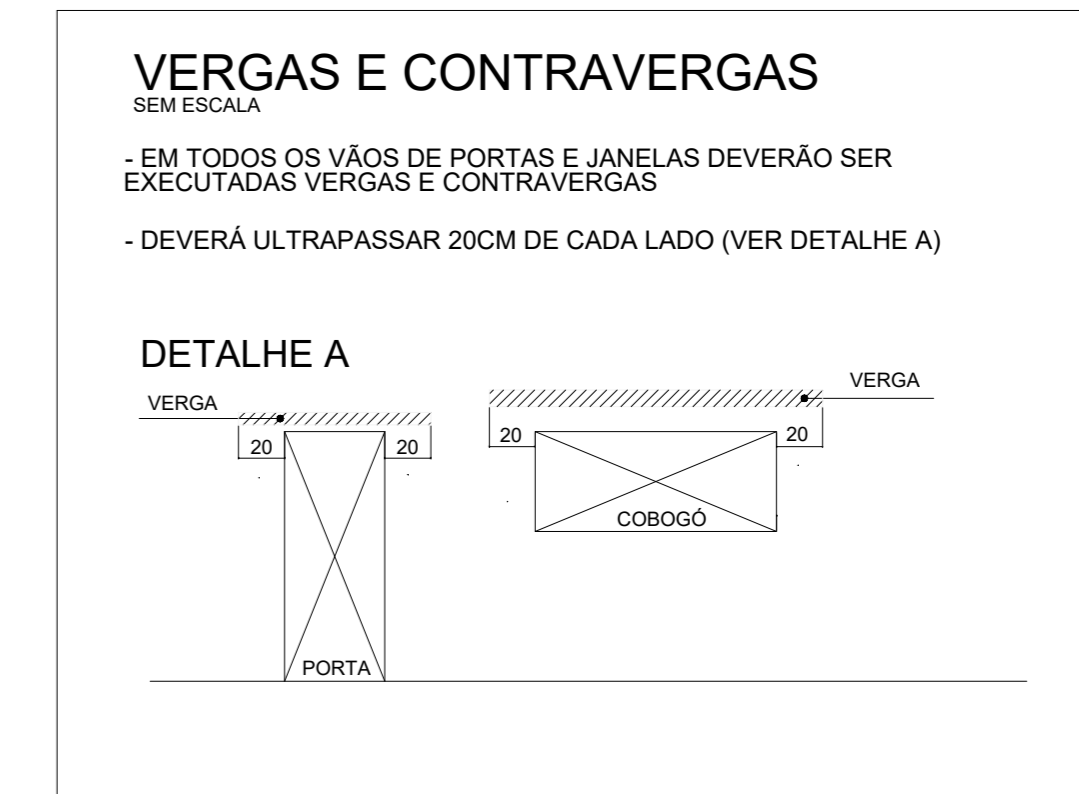 VERGAS E CONTRAVERGAS
SEM ESCALA
- EM TODOS OS VÃOS DE PORTAS E JANELAS DEVERÃO SER
EXECUTADAS VERGAS E CONTRAVERGAS
- DEVERÁ ULTRAPASSAR 20CM DE CADA LADO (VER DETALHE A)
DETALHE A
VERGA
VERGA
20
20
20
20
COBOGÓ
PORTA